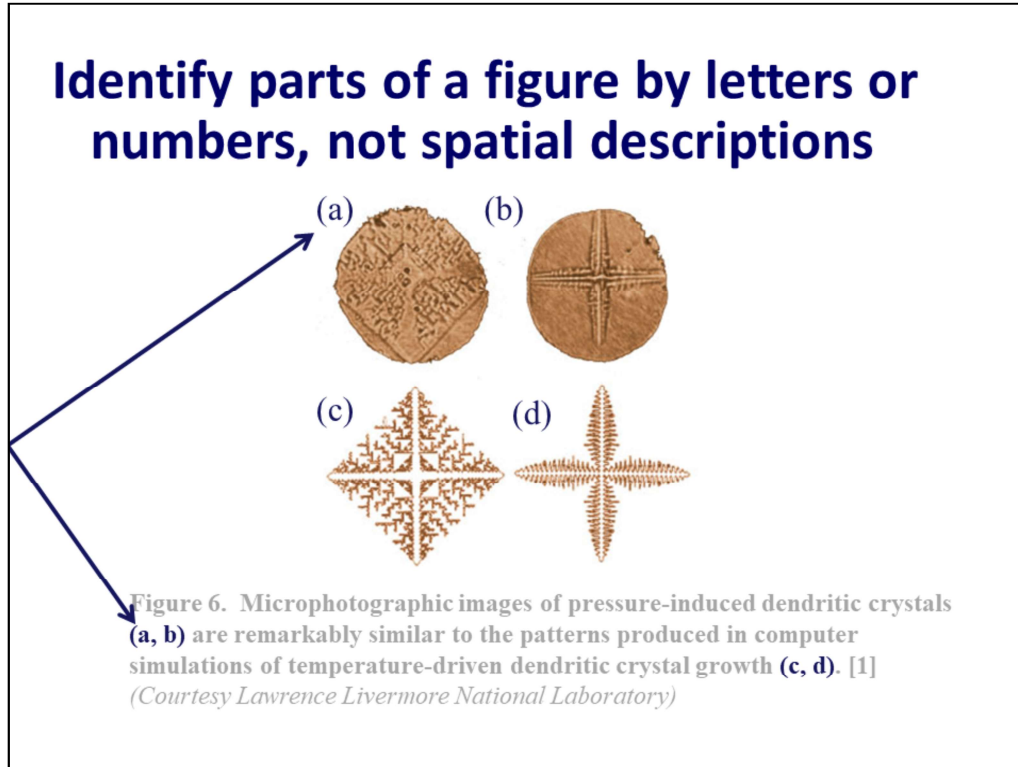 Identify parts of a figure by letters or
numbers, not spatial descriptions
(a) (b)
(c) (d)
Figure 6. Microphotographic images of pressure-induced dendritic crystals
(a, b) are remarkably similar to the patterns produced in computer
simulations of temperature-driven dendritic crystal growth (c, d). [1]
(Courtesy Lawrence Livermore National Laboratory)